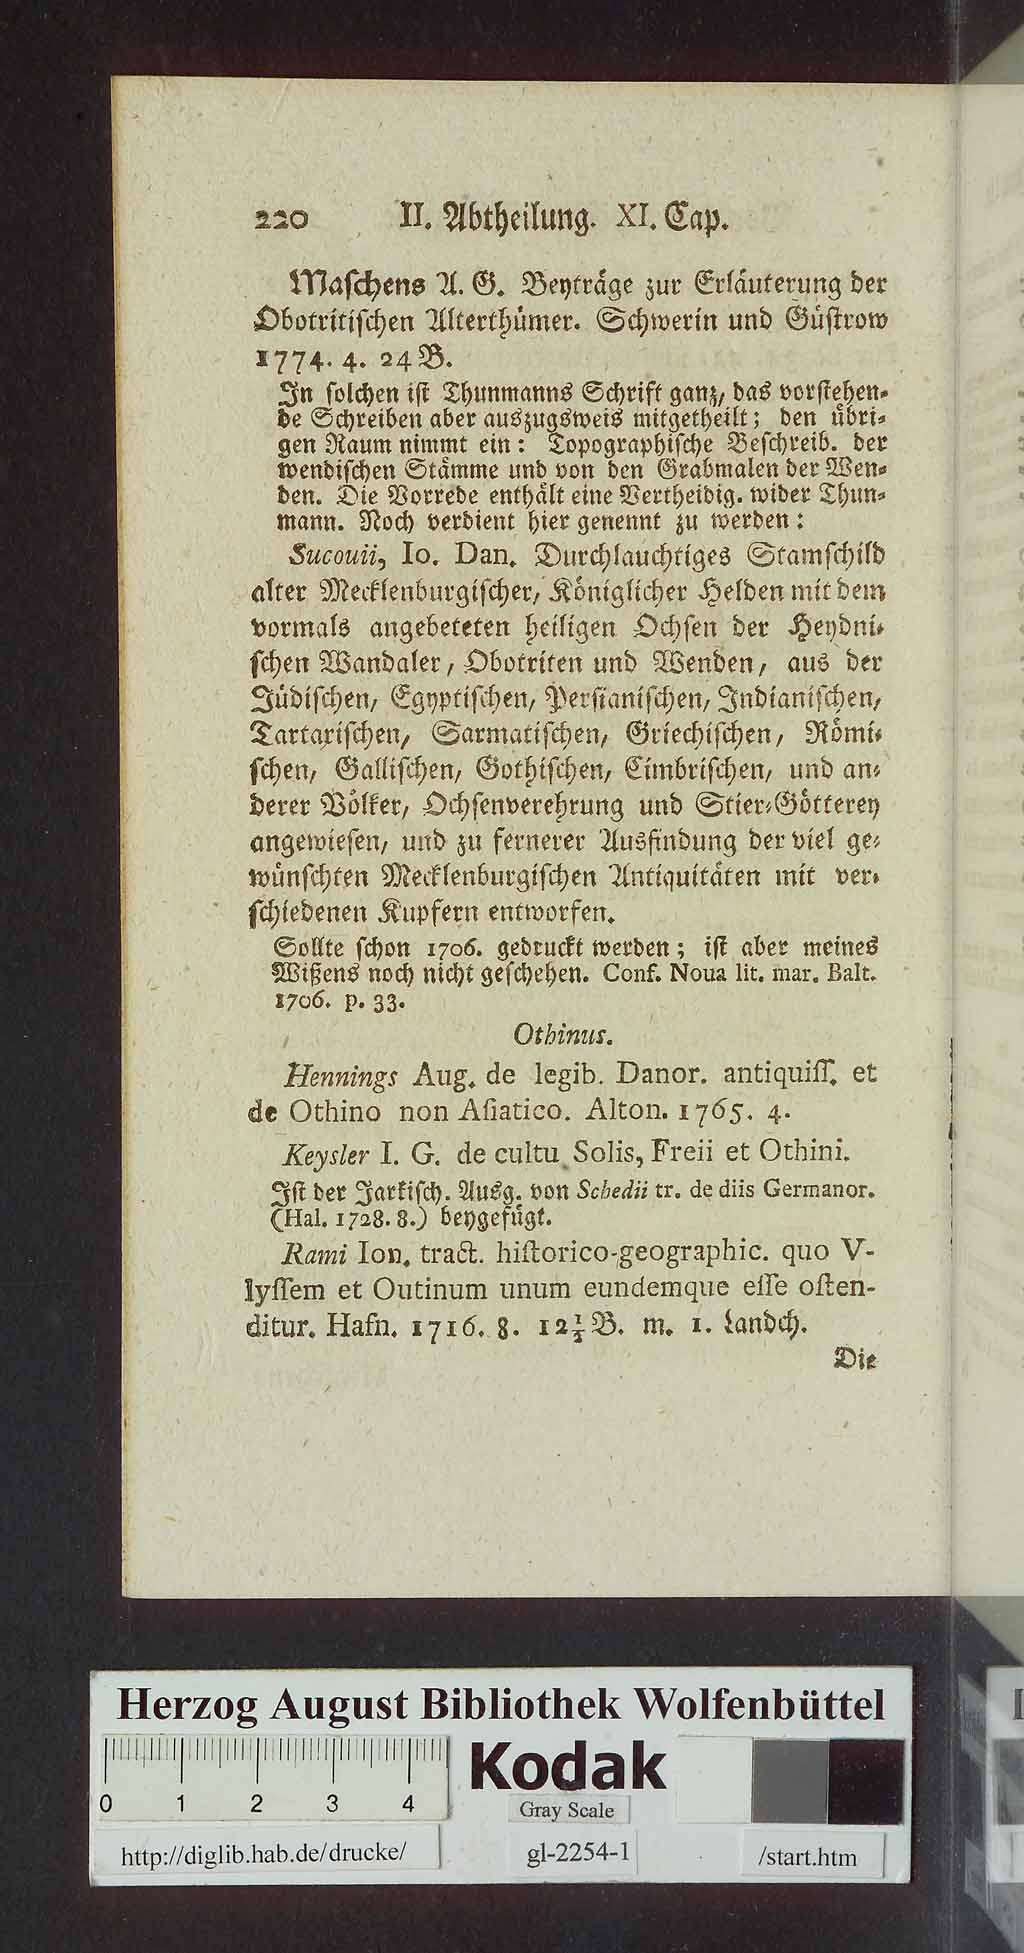 220 II. Abtheilung. XI. Cap.
Maschens A. G. Beyträge zur Erläuterung der
Obotritischen Alterthümer. Schwerin und Güstrow
1774. 4. 24 B.
In solchen ist Thunmanns Schrift ganz, das vorstehen-
de Schreiben aber auszugsweis mitgetheilt; den übri-
gen Raum nimmt ein: Topographische Beschreib. der
wendischen Stämme und von den Grabmalen der Wen-
den. Die Vorrede enthält eine Vertheidig. wider Thun-
mann. Noch verdient hier genennt zu werden:
Sucouii, Io. Dan. Durchlauchtiges Stamschild
alter Mecklenburgischer, Königlicher Helden mit dem
vormals angebeteten heiligen Ochsen der Heydni-
schen Wandaler, Obotriten und Wenden, aus der
Jüdischen, Egyptischen, Persianischen, Indianischen,
Tartarischen, Sarmatischen, Griechischen, Römi-
schen, Gallischen, Gothischen, Cimbrischen, und an-
derer Völker, Ochsenverehrung und Stier-Götterey
angewiesen, und zu fernerer Ausfindung der viel ge-
wünschten Mecklenburgischen Antiquitäten mit ver-
schiedenen Kupfern entworfen.
Sollte schon 1706. gedruckt werden; ist aber meines
Wißens noch nicht geschehen. Conf. Noua lit. mar. Balt.
1706. p. 33.
Othinus.
Hennings Aug. de legib. Danor. antiquiſſ. et
de Othino non Aſiatico. Alton. 1765. 4.
Keysler I. G. de cultu Solis, Freii et Othini.
Ist der Jarkisch. Ausg. von Schedii tr. de diis Germanor.
(Hal. 1728. 8.) beygefügt.
Rami Ion. tract. hiſtorico-geographic. quo V-
lyſſem et Outinum unum eundemque eſſe oſten-
ditur. Hafn. 1716. 8. 12½ B. m. 1. Landch.
Die
Herzog August Bibliothek Wolfenbüttel
0 1 2 3 4
Kodak
Gray Scale
http://diglib.hab.de/drucke/ gl-2254-1 /start.htm